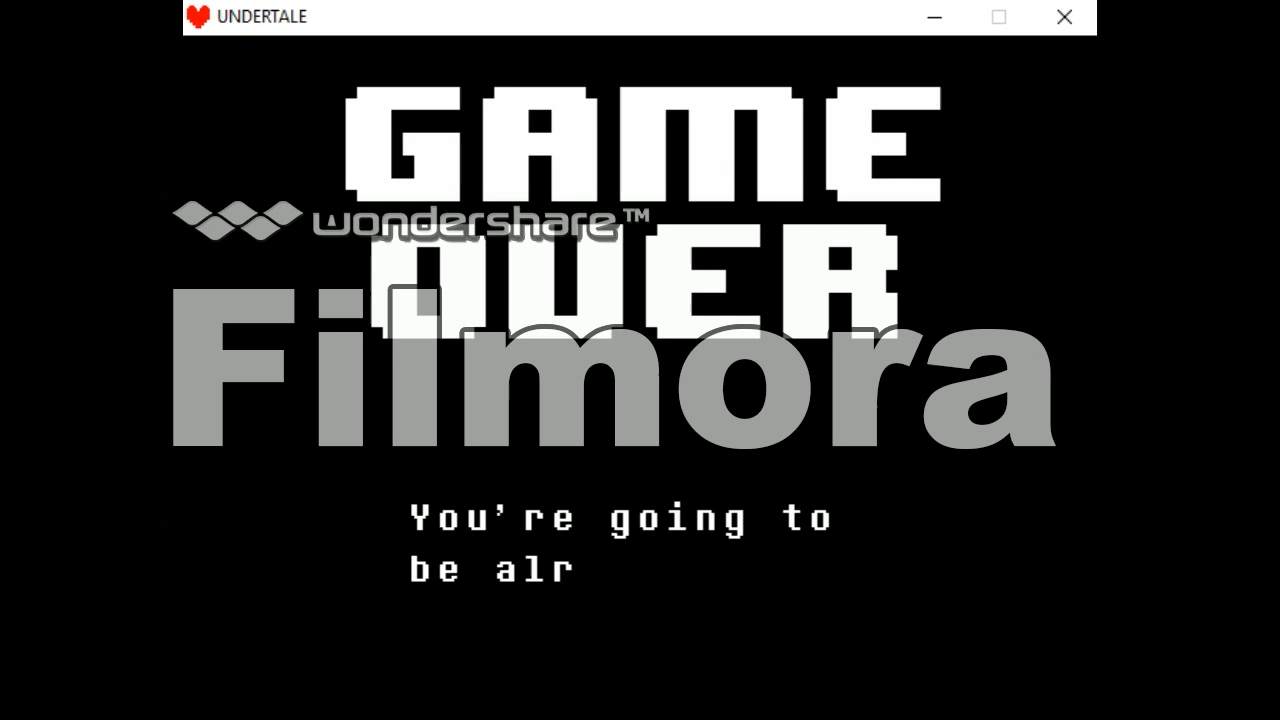 UNDERTALE
GAME
wondershare™
OVER
Filmora
You're going to
be alr